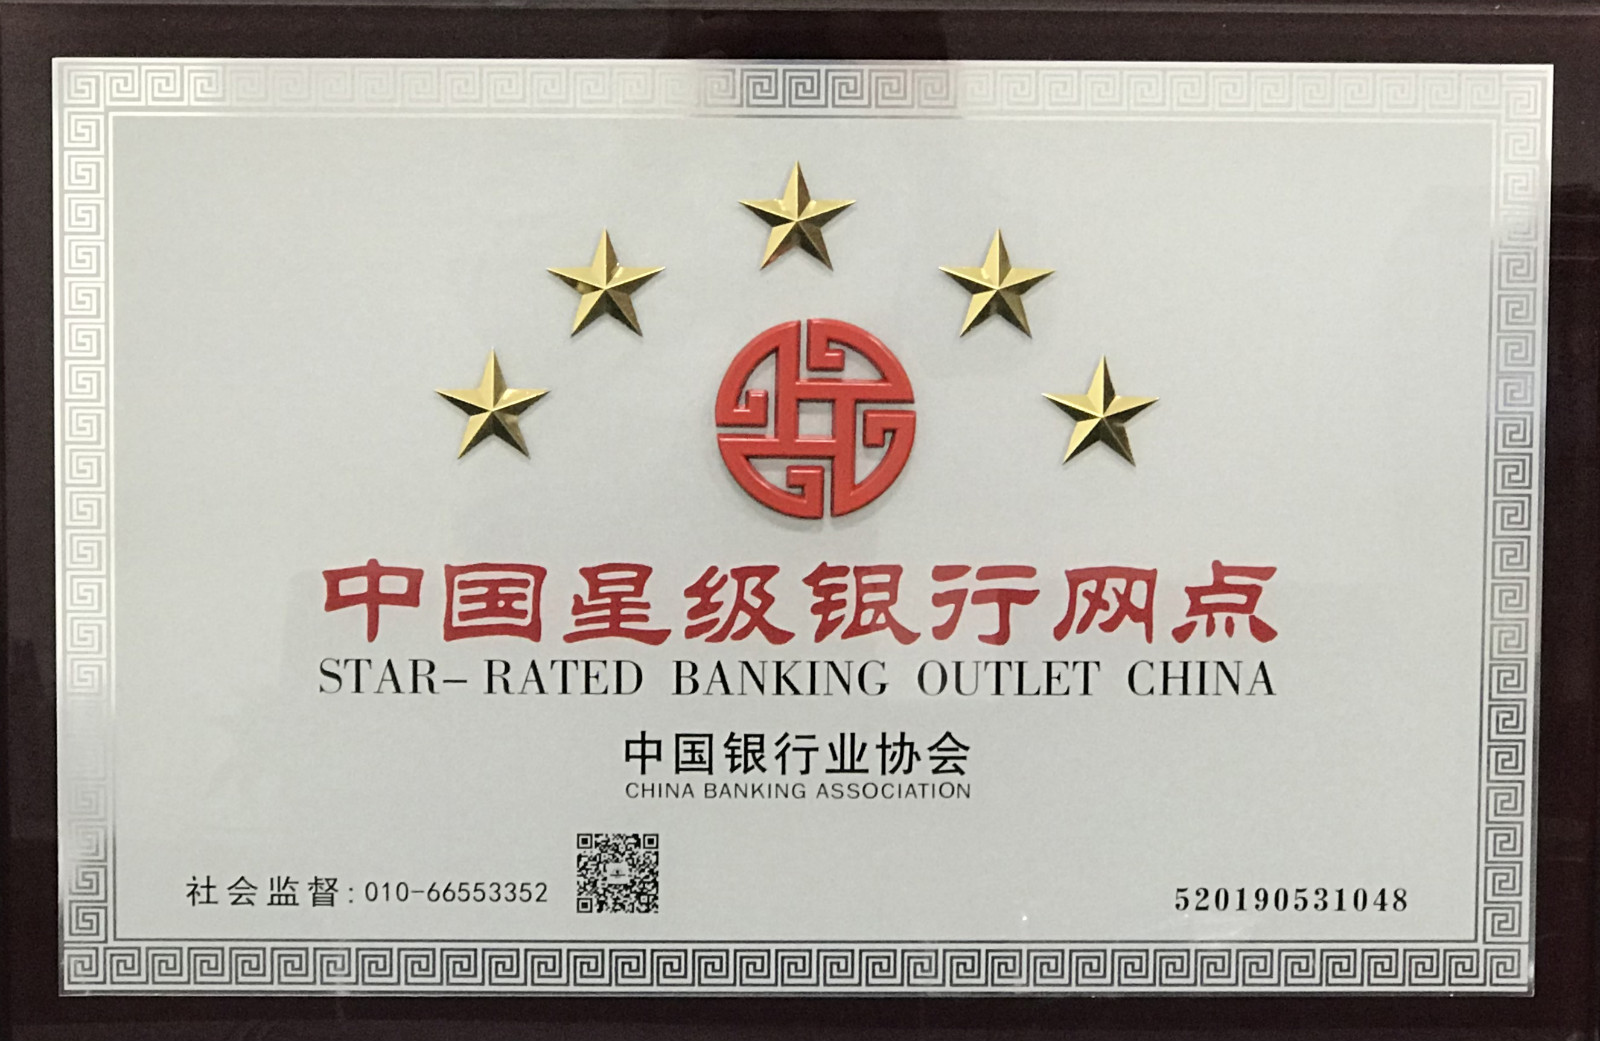 中国星级银行网点
STAR-RATED BANKING OUTLET CHINA
中国银行业协会
CHINA BANKING ASSOCIATION
社会监督:010-66553352
520190531048